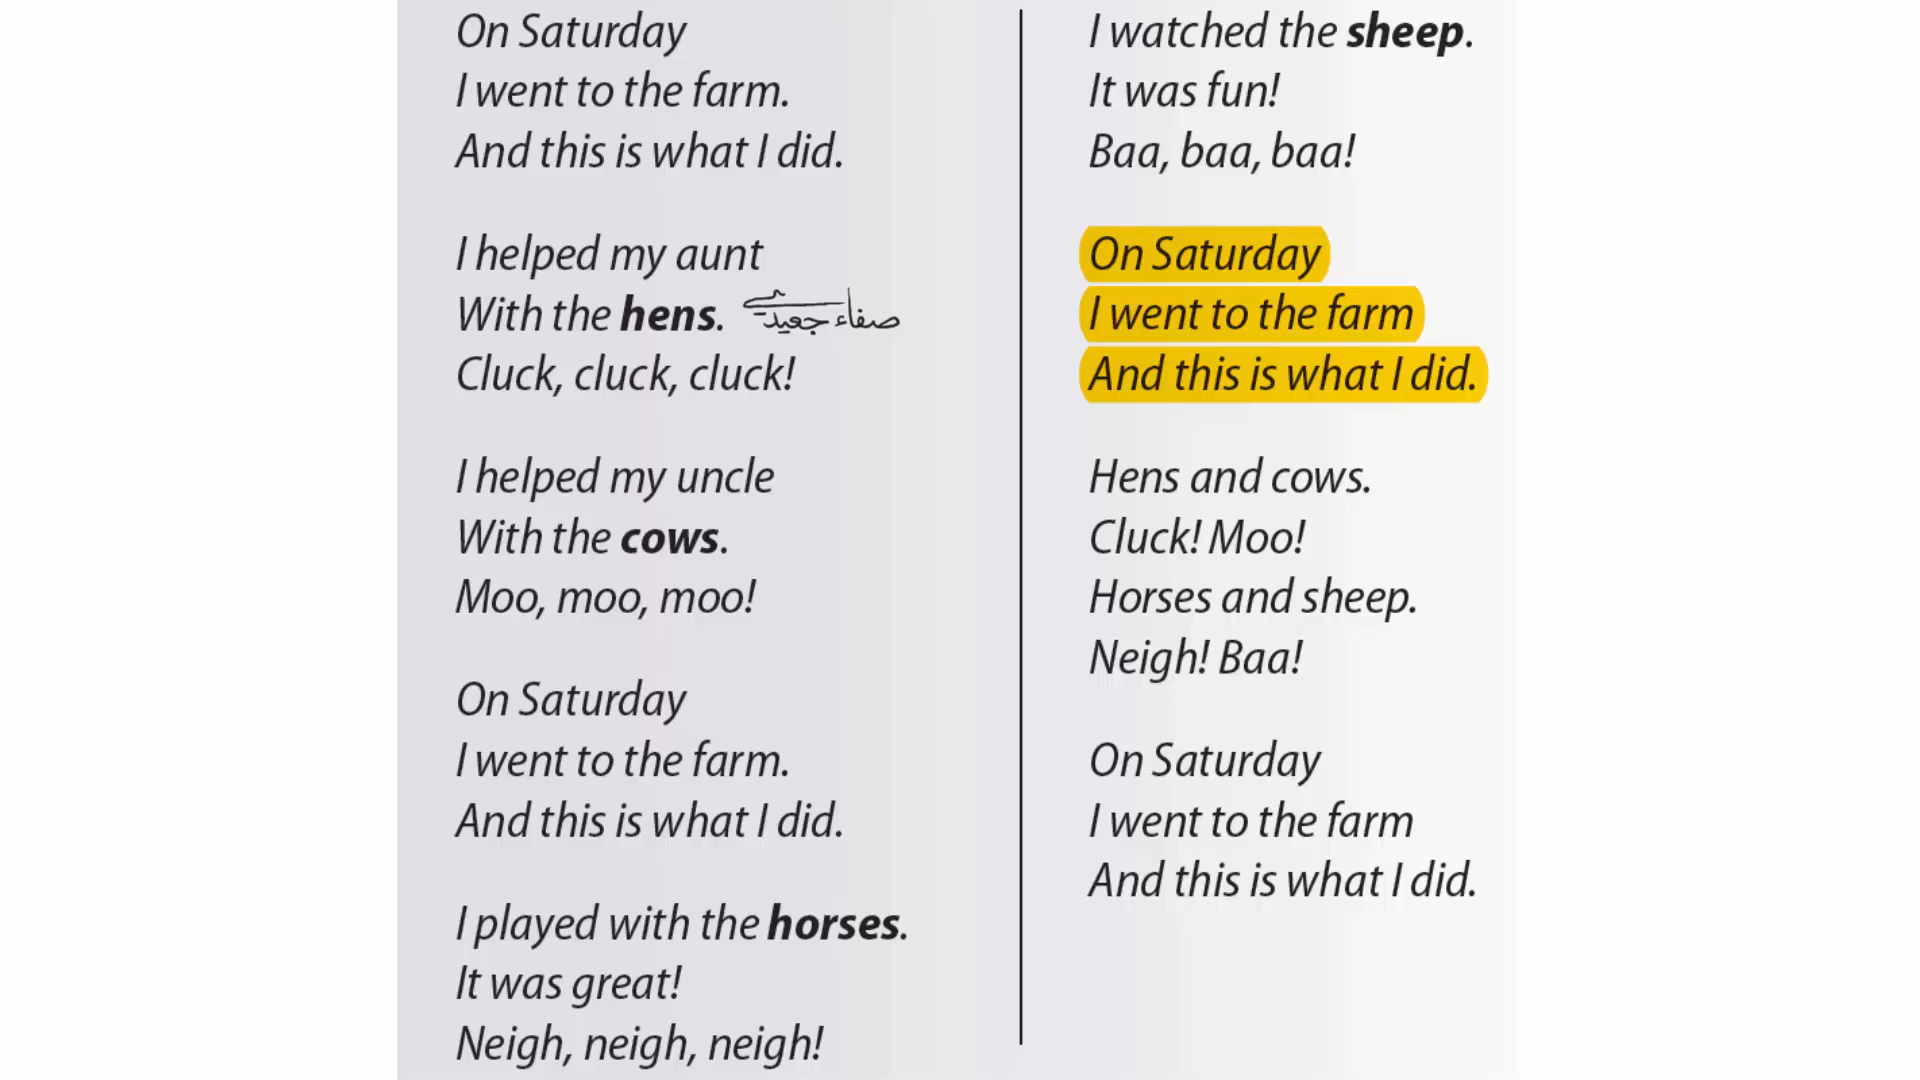 On Saturday
I went to the farm.
And this is what I did.
I helped my aunt
With the hens.
صفاء جعيدي
Cluck, cluck, cluck!
I helped my uncle
With the cows.
Moo, moo, moo!
On Saturday
I went to the farm.
And this is what I did.
I played with the horses.
It was great!
Neigh, neigh, neigh!
I watched the sheep.
It was fun!
Baa, baa, baa!
On Saturday
I went to the farm
And this is what I did.
Hens and cows.
Cluck! Moo!
Horses and sheep.
Neigh! Baa!
On Saturday
I went to the farm
And this is what I did.